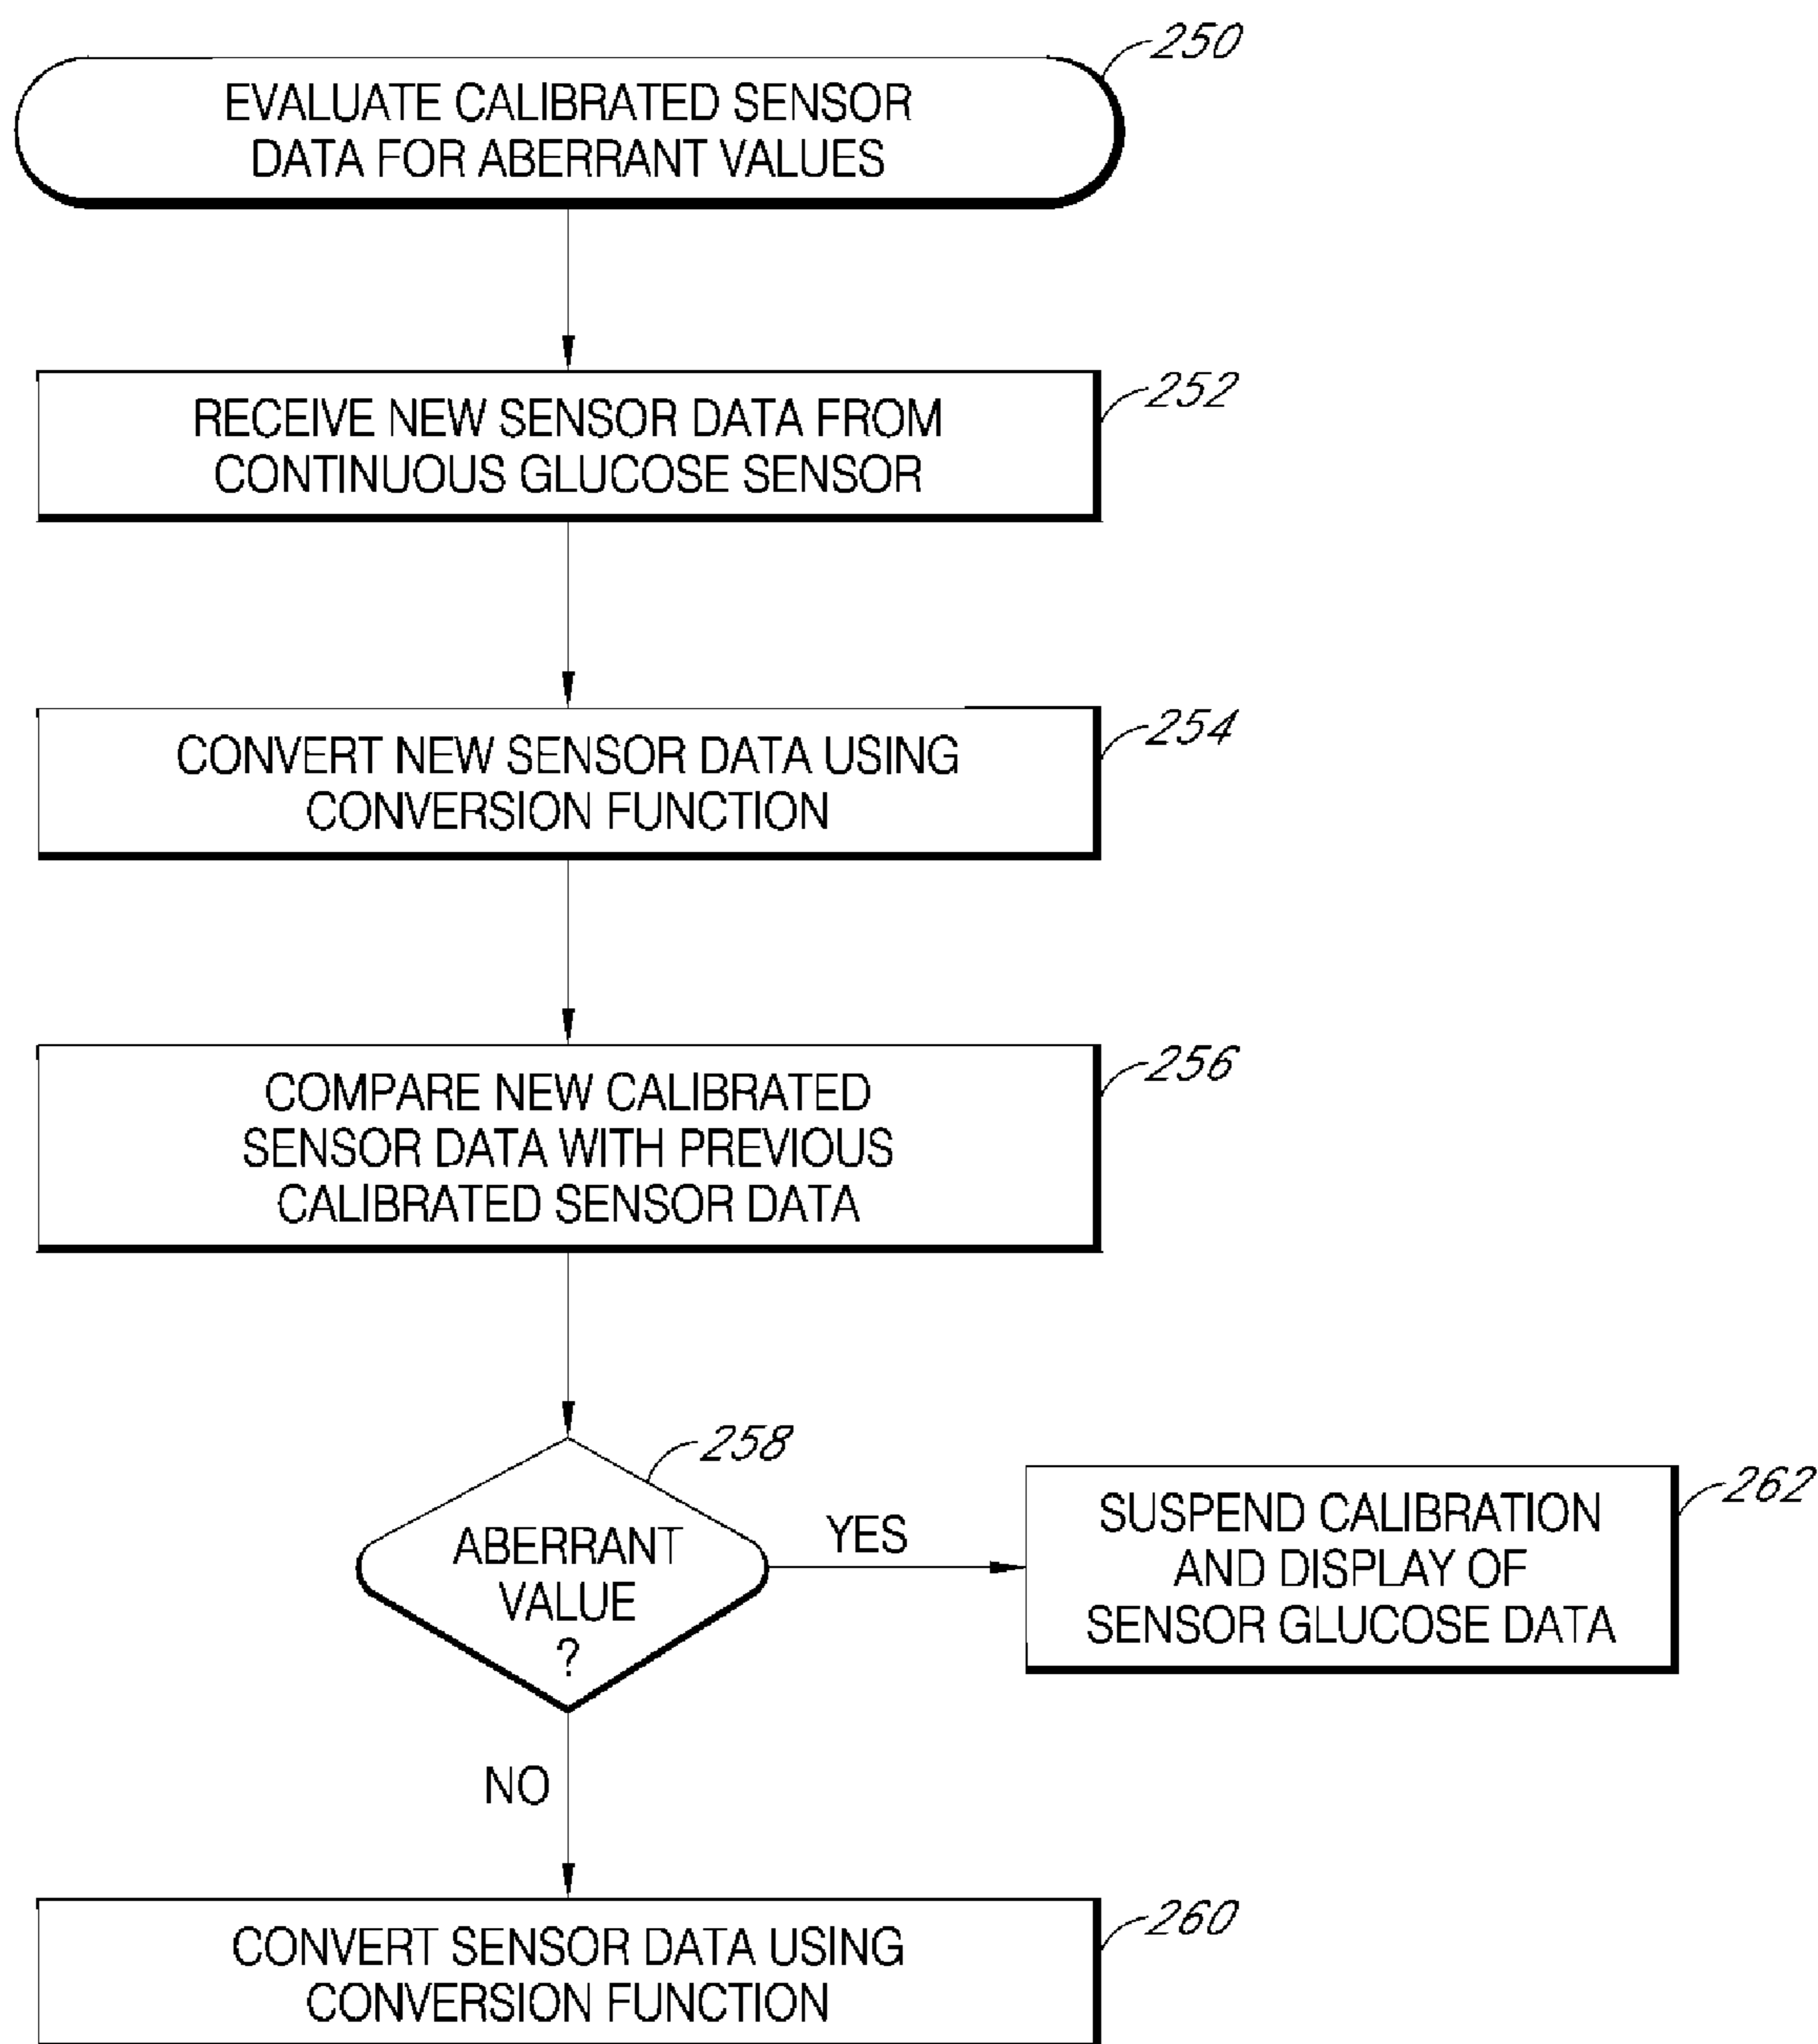 250
EVALUATE CALIBRATED SENSOR
DATA FOR ABERRANT VALUES
252
RECEIVE NEW SENSOR DATA FROM
CONTINUOUS GLUCOSE SENSOR
254
CONVERT NEW SENSOR DATA USING
CONVERSION FUNCTION
256
COMPARE NEW CALIBRATED
SENSOR DATA WITH PREVIOUS
CALIBRATED SENSOR DATA
258
ABERRANT
VALUE
?
YES
262
SUSPEND CALIBRATION
AND DISPLAY OF
SENSOR GLUCOSE DATA
NO
260
CONVERT SENSOR DATA USING
CONVERSION FUNCTION